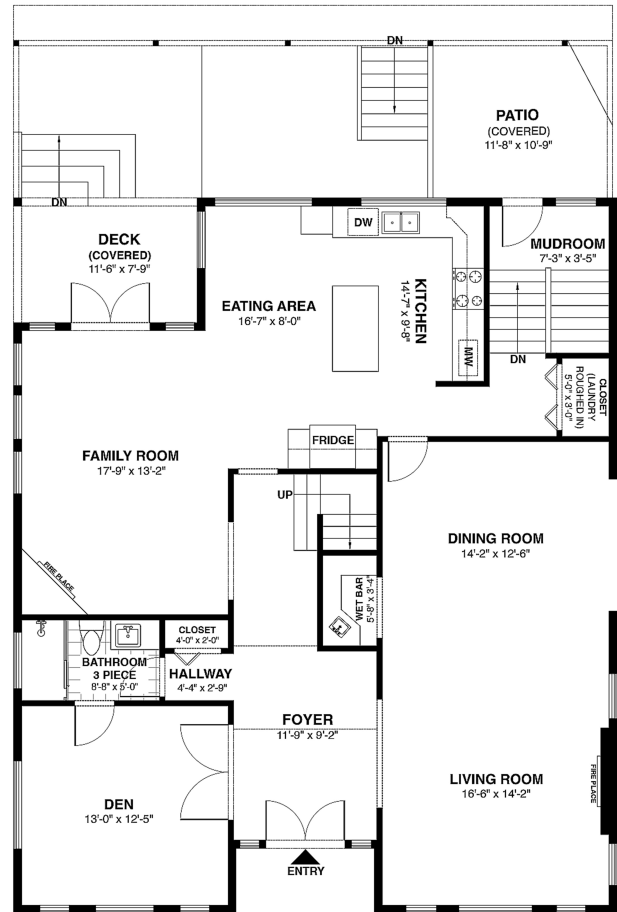 DN
PATIO
(COVERED)
11'-8" x 10'-9"
DN
DW
DECK
(COVERED)
11'-6" x 7'-9"
MUDROOM
7'-3" x 3'-5"
EATING AREA
16'-7" x 8'-0"
KITCHEN
14'-7" x 9'-8"
MW
DN
CLOSET
(LAUNDRY
ROUGHED IN)
5'-0" x 3'-0"
FRIDGE
FAMILY ROOM
17'-9" x 13'-2"
UP
DINING ROOM
14'-2" x 12'-6"
FIRE PLACE
WET BAR
5'-8" x 3'-4"
CLOSET
4'-0" x 2'-0"
BATHROOM
3 PIECE
8'-8" x 5'-0"
HALLWAY
4'-4" x 2'-9"
FOYER
11'-9" x 9'-2"
LIVING ROOM
16'-6" x 14'-2"
FIRE PLACE
DEN
13'-0" x 12'-5"
ENTRY